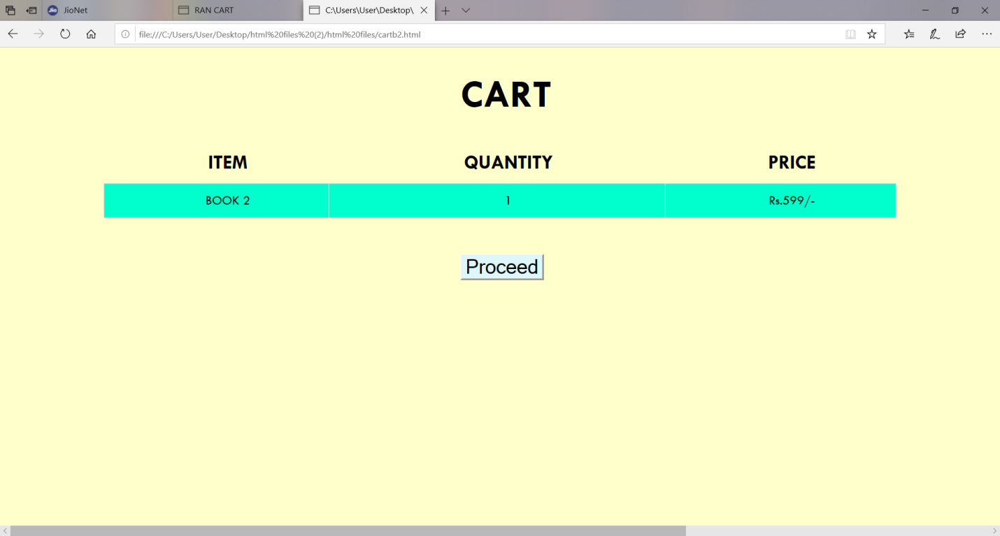 JioNet RAN CART C:\Users\User\Desktop\
file:///C:/Users/User/Desktop/html%20files%20(2)/html%20files/cartb2.html
CART
ITEM QUANTITY PRICE
BOOK 2 1 Rs.599/-
Proceed